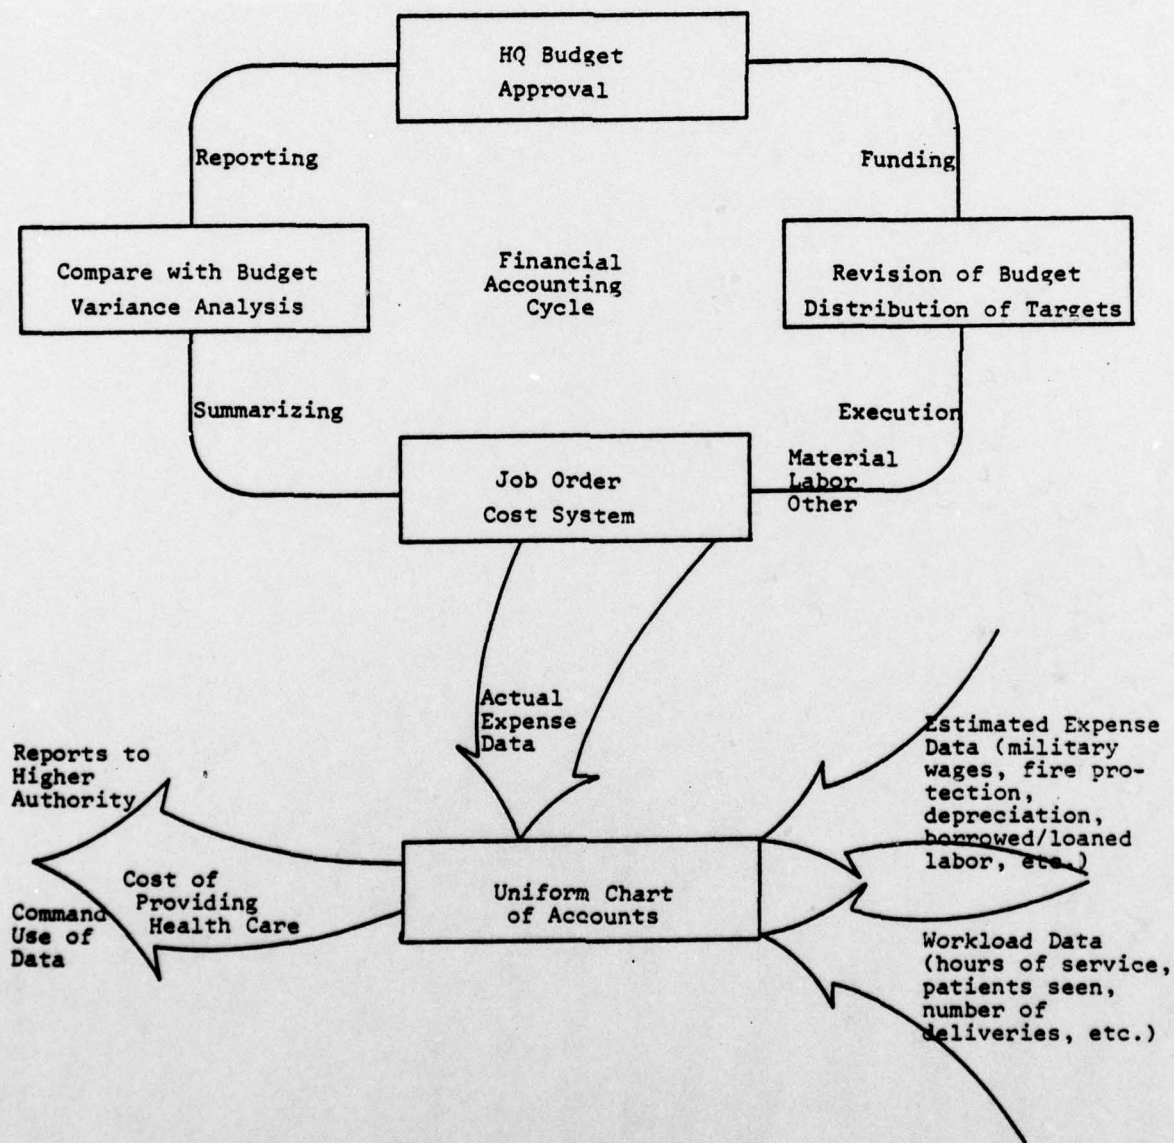 HQ Budget
Approval
Reporting
Funding
Compare with Budget
Variance Analysis
Financial
Accounting
Cycle
Revision of Budget
Distribution of Targets
Summarizing
Execution
Job Order
Cost System
Material
Labor
Other
Actual
Expense
Data
Estimated Expense
Data (military
wages, fire pro-
tection,
depreciation,
borrowed/loaned
labor, etc.)
Reports to
Higher
Authority
Cost of
Providing
Health Care
Command
Use of
Data
Uniform Chart
of Accounts
Workload Data
(hours of service,
patients seen,
number of
deliveries, etc.)